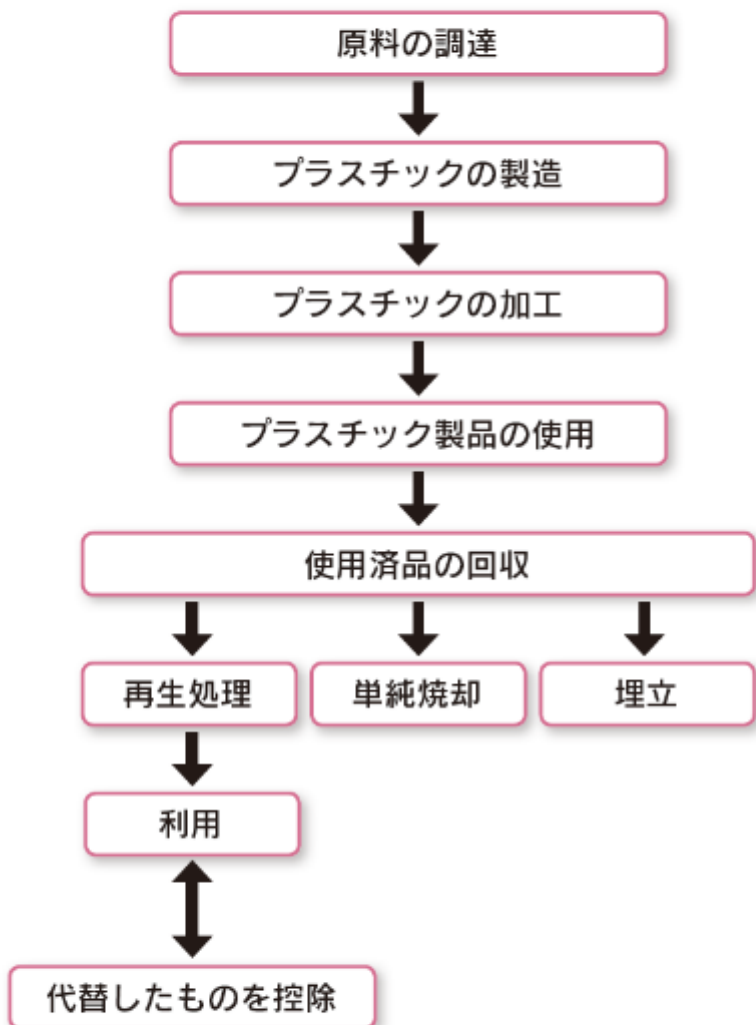 原料の調達
プラスチックの製造
プラスチックの加工
プラスチック製品の使用
使用済品の回収
再生処理
単純焼却
埋立
利用
代替したものを控除